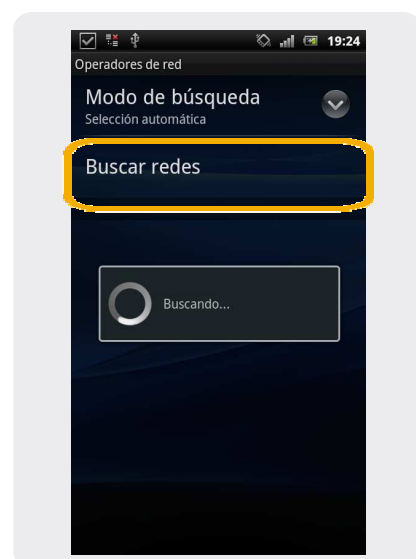 19:24
Operadores de red
Modo de búsqueda
Selección automática
Buscar redes
Buscando...